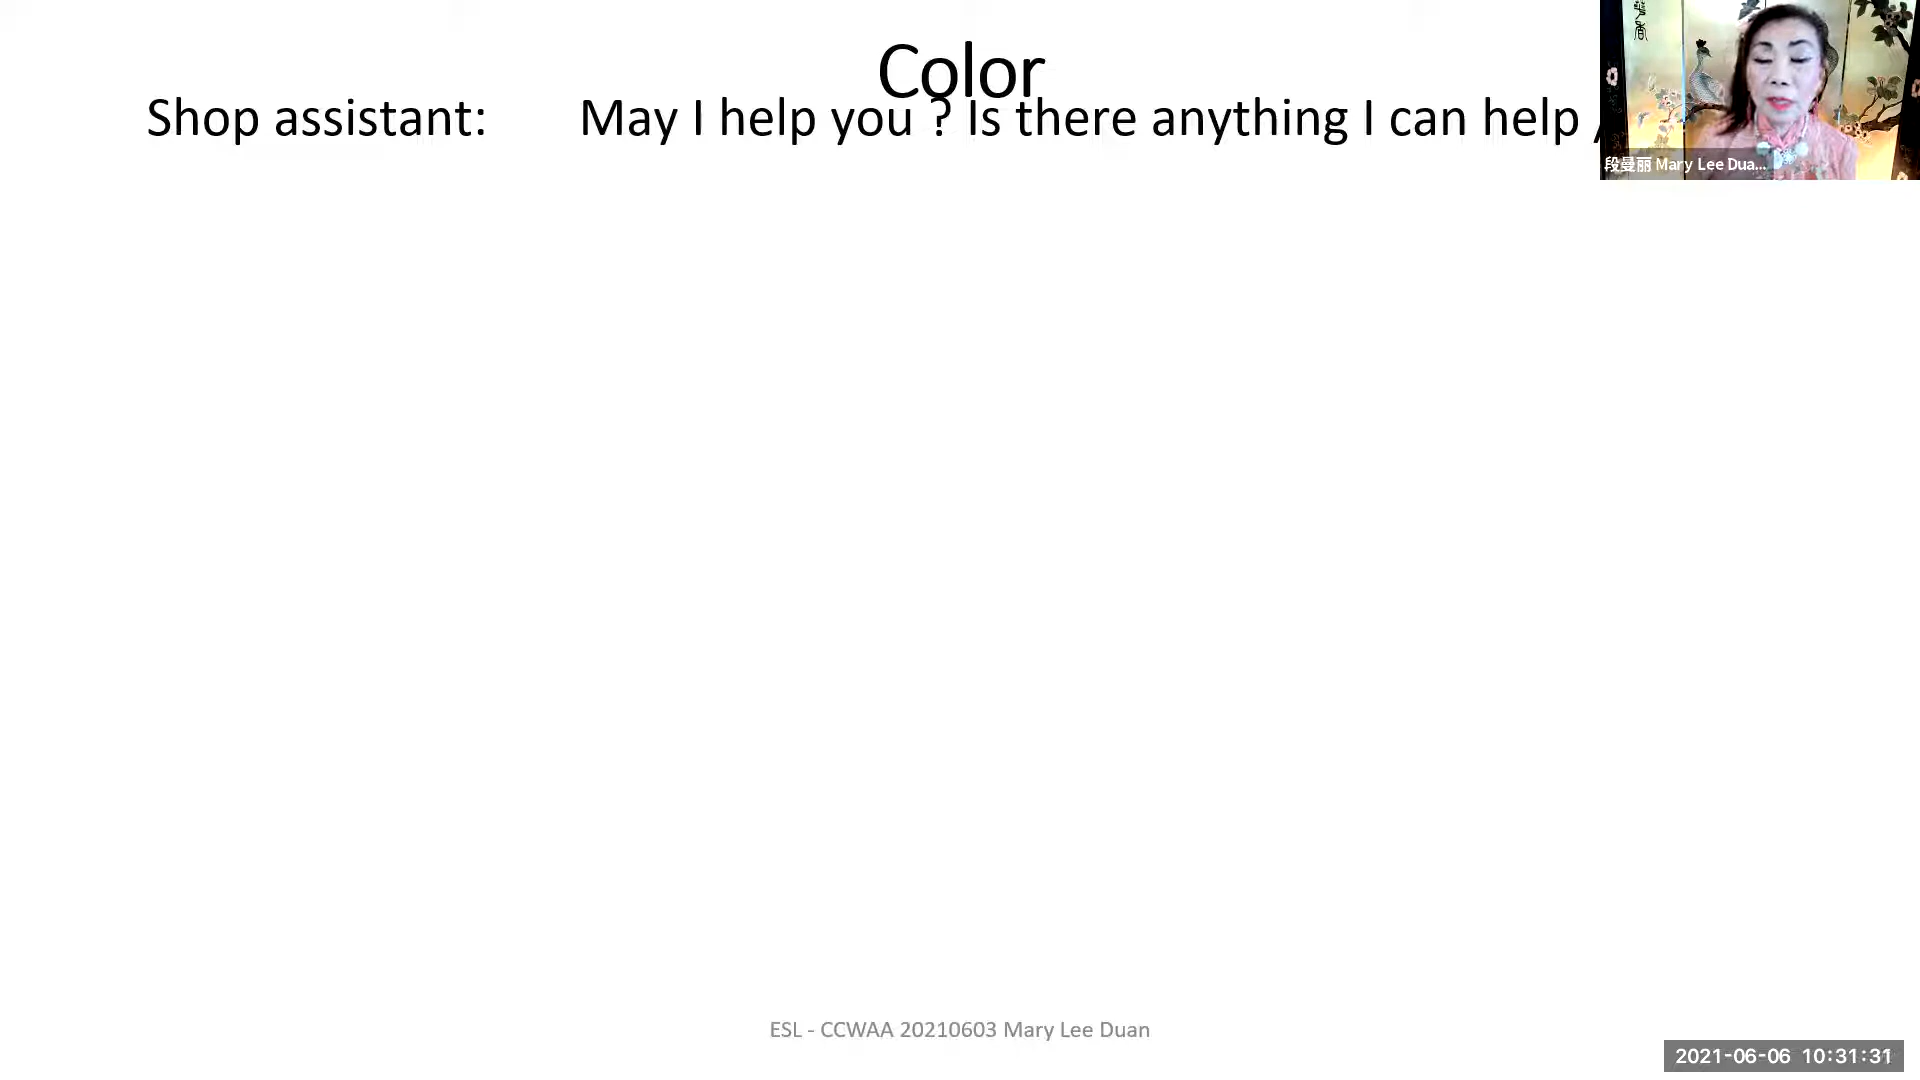 Color
Shop assistant: May I help you ? Is there anything I can help
段曼丽 Mary Lee Dua...
ESL - CCWAA 20210603 Mary Lee Duan
2021-06-06 10:31:31